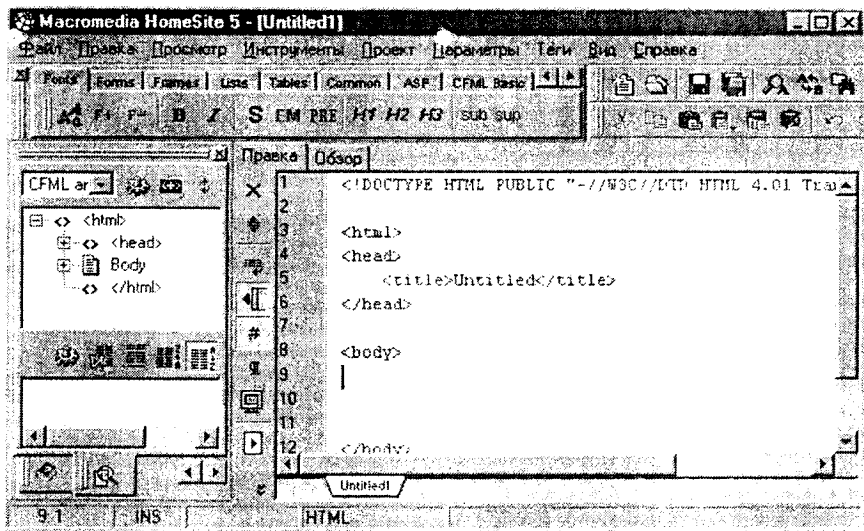 Macromedia HomeSite 5 - [Untitled1]
Файл Правка Просмотр Инструменты Проект Параметры Теги Вид Справка
Fonts Forms Frames Lists Tables Common ASP CFML Basic
B I S EM PRE H1 H2 H3 sub sup
Правка Обзор
CFML ar
<html>
<head>
Body
</html>
1 <!DOCTYPE HTML PUBLIC "-//W3C//DTD HTML 4.01 Tran
2
3 <html>
4 <head>
5 <title>Untitled</title>
6 </head>
7
8 <body>
9
10
11
12 </body>
Untitled1
9:1 INS HTML